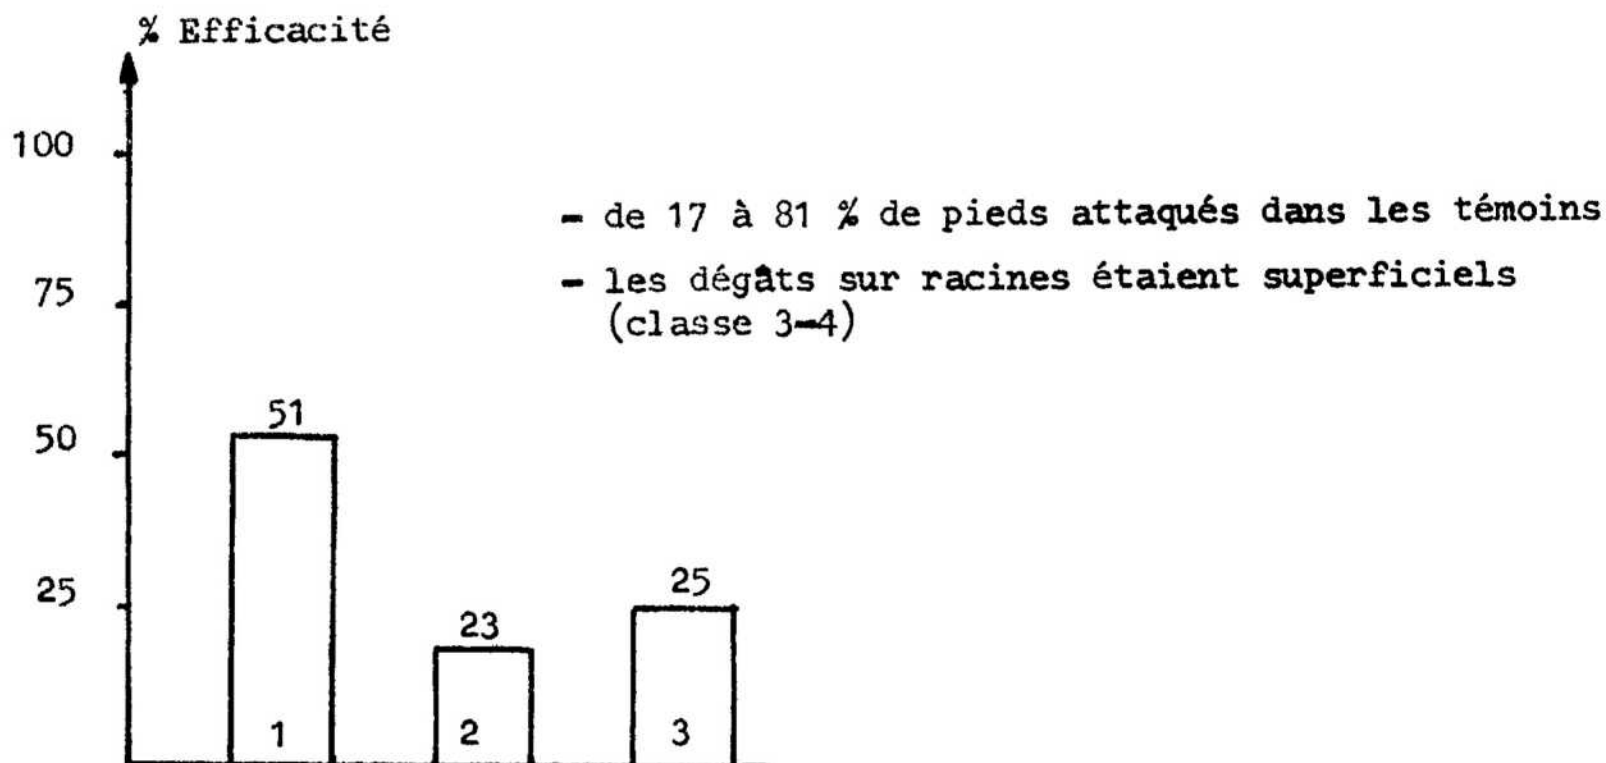 % Efficacité
100
- de 17 à 81 % de pieds attaqués dans les témoins
- les dégâts sur racines étaient superficiels
75
(classe 3-4)
51
50
25
25
23
1
2
3